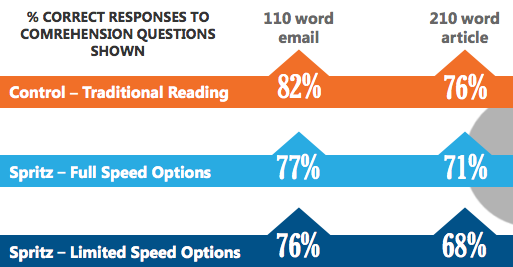 % CORRECT RESPONSES TO
COMREHENSION QUESTIONS
SHOWN
110 word
email
210 word
article
Control – Traditional Reading 82% 76%
Spritz – Full Speed Options 77% 71%
Spritz – Limited Speed Options 76% 68%